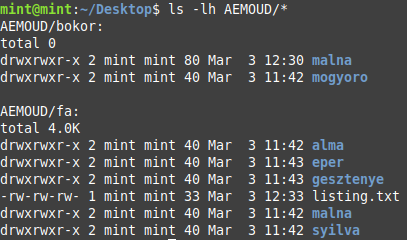 mint@mint:~/Desktop$ ls -lh AEMOUD/*
AEMOUD/bokor:
total 0
drwxrwxr-x 2 mint mint 80 Mar  3 12:30 malna
drwxrwxr-x 2 mint mint 40 Mar  3 11:42 mogyoro

AEMOUD/fa:
total 4.0K
drwxrwxr-x 2 mint mint 40 Mar  3 11:42 alma
drwxrwxr-x 2 mint mint 40 Mar  3 11:43 eper
drwxrwxr-x 2 mint mint 40 Mar  3 11:43 gesztenye
-rw-rw-rw- 1 mint mint 33 Mar  3 12:33 listing.txt
drwxrwxr-x 2 mint mint 40 Mar  3 11:42 malna
drwxrwxr-x 2 mint mint 40 Mar  3 11:42 syilva